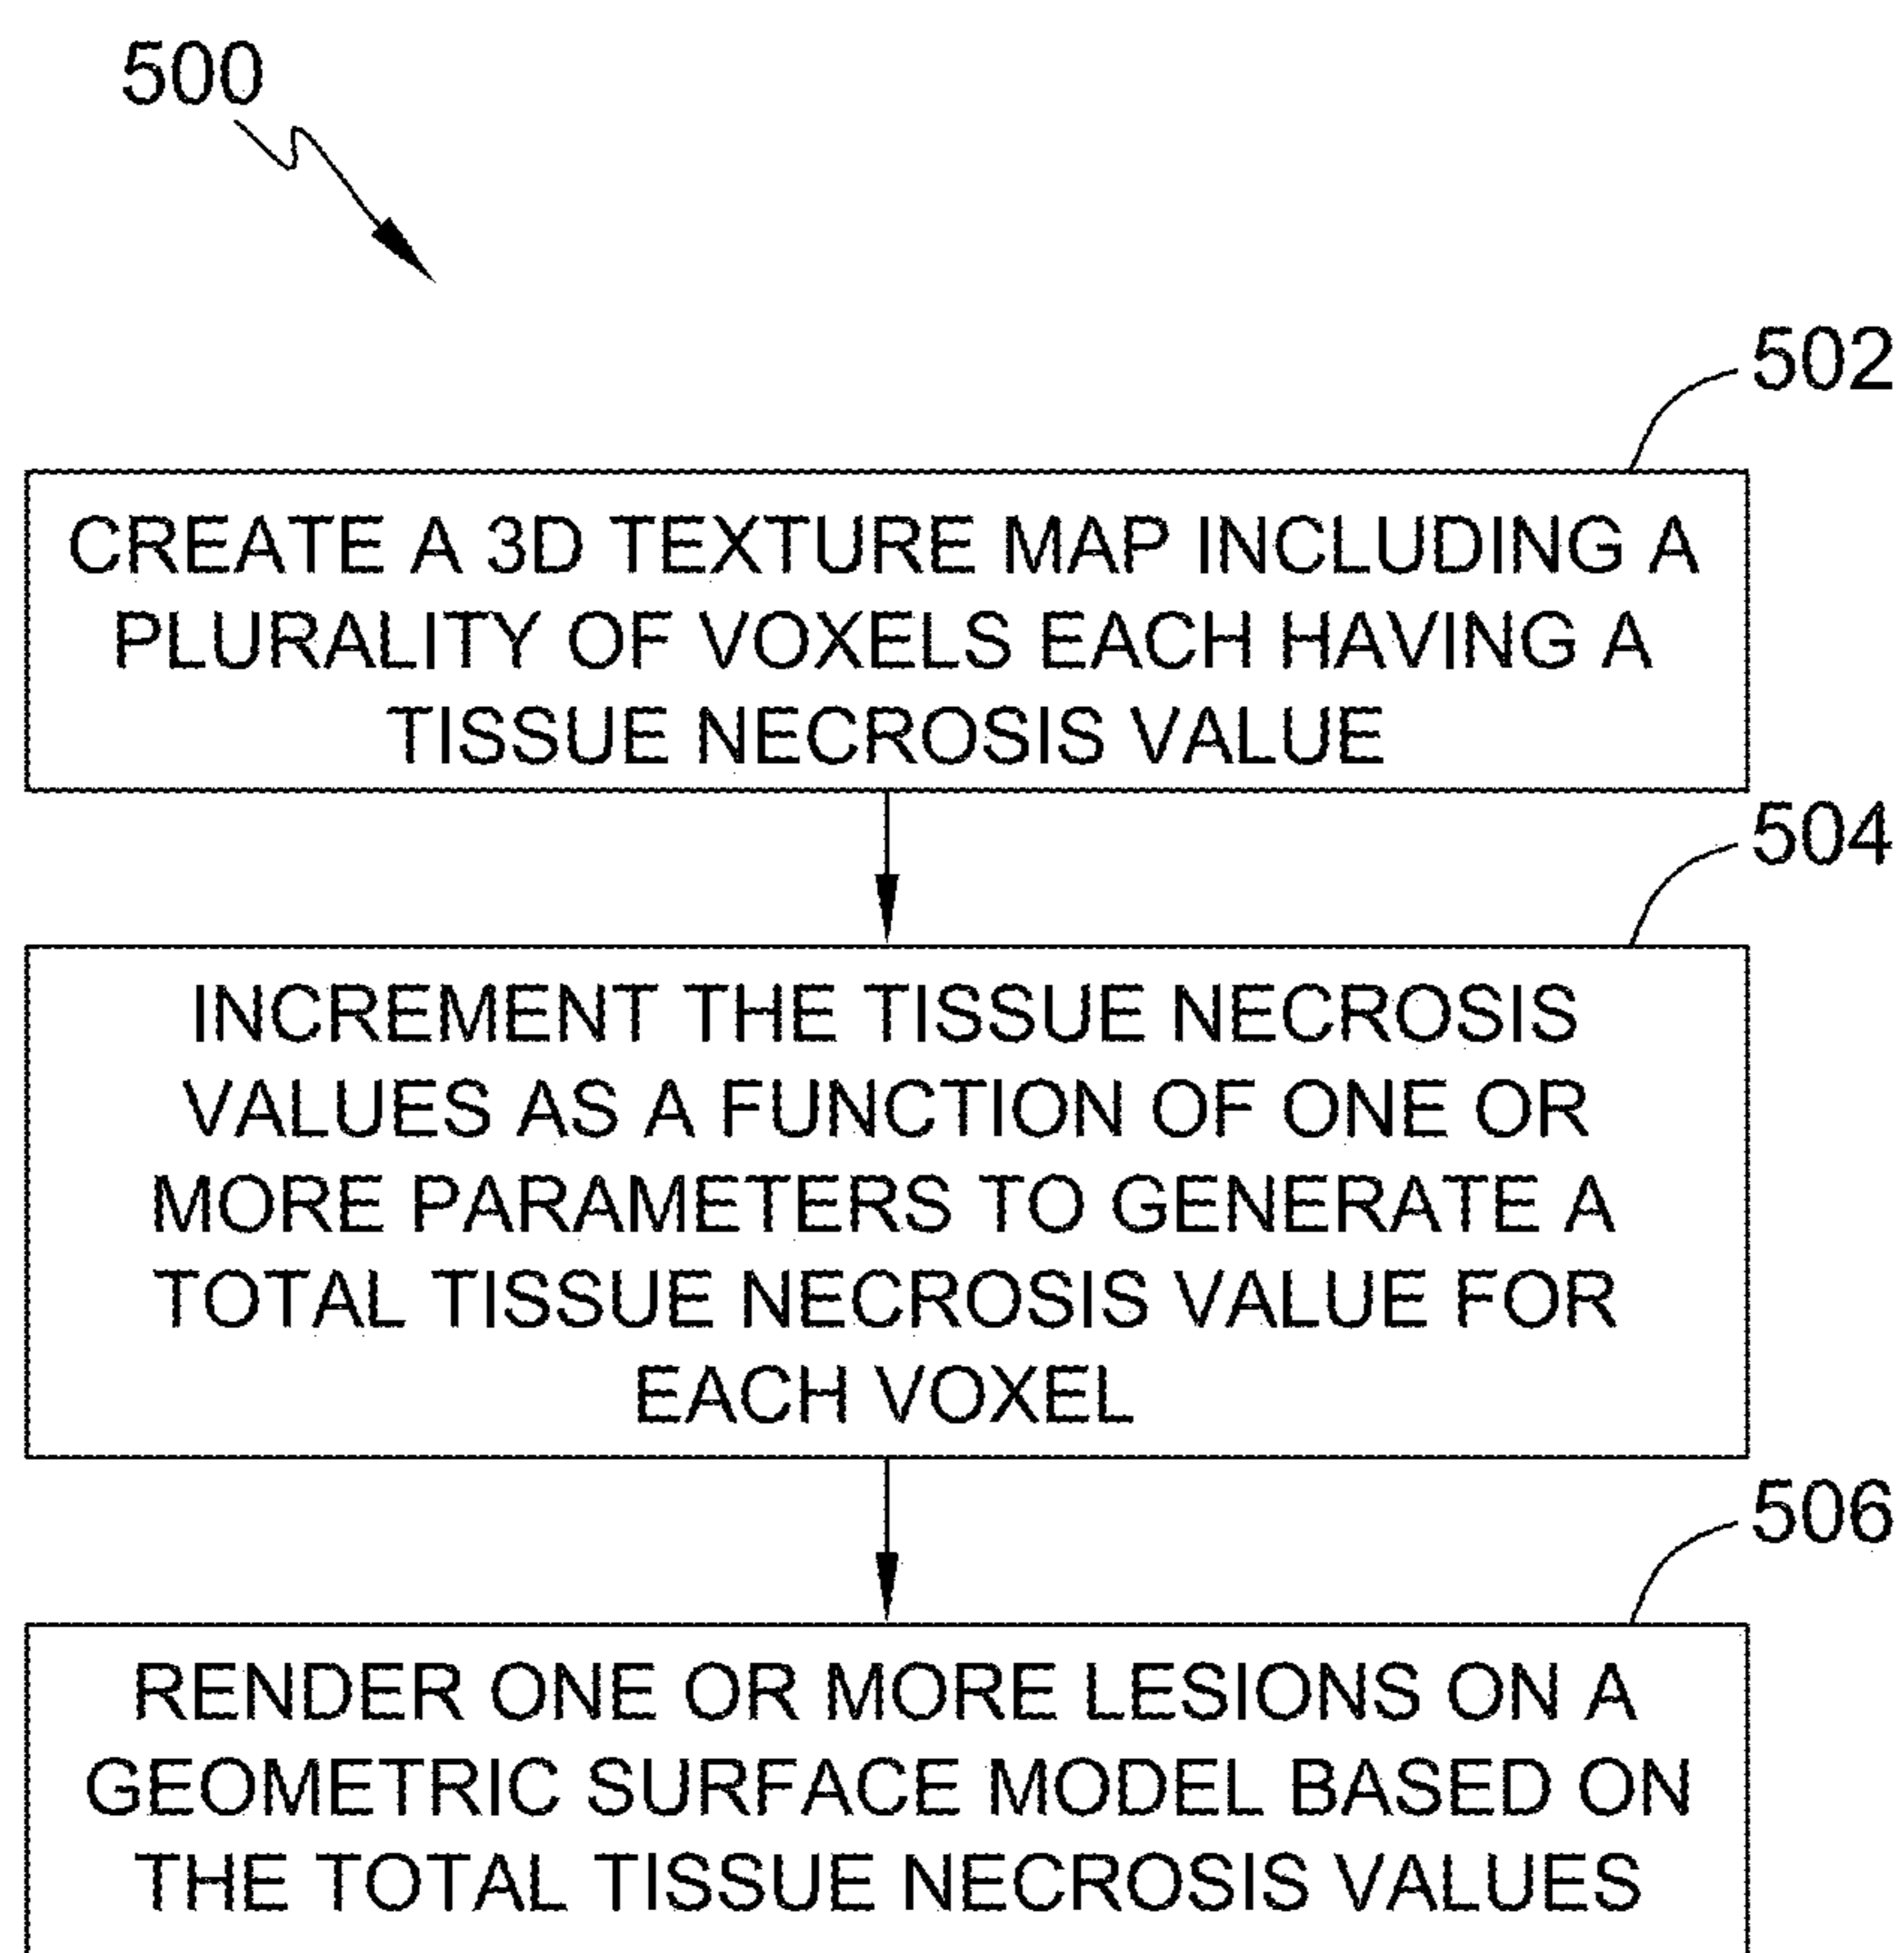 500
502
CREATE A 3D TEXTURE MAP INCLUDING A
PLURALITY OF VOXELS EACH HAVING A
TISSUE NECROSIS VALUE
504
INCREMENT THE TISSUE NECROSIS
VALUES AS A FUNCTION OF ONE OR
MORE PARAMETERS TO GENERATE A
TOTAL TISSUE NECROSIS VALUE FOR
EACH VOXEL
506
RENDER ONE OR MORE LESIONS ON A
GEOMETRIC SURFACE MODEL BASED ON
THE TOTAL TISSUE NECROSIS VALUES